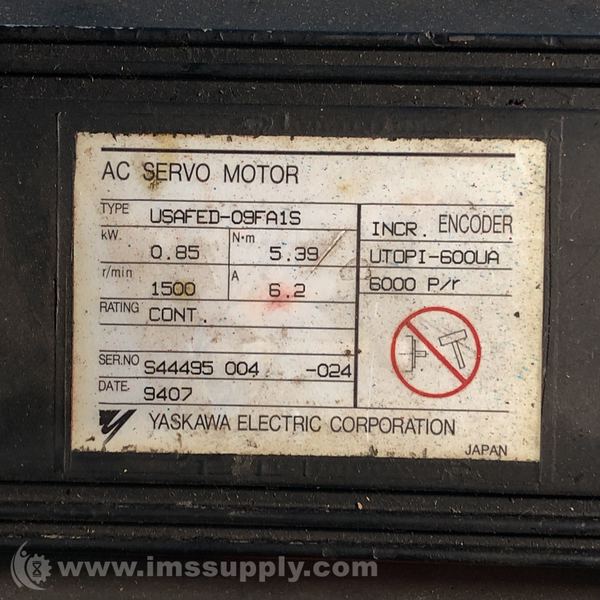 AC SERVO MOTOR
TYPE USAFED-09FA1S
kW. 0.85 N·m 5.39
r/min 1500 A 6.2
RATING CONT.
SER.NO S44495 004 -024
DATE. 9407
INCR. ENCODER
UTOPI-600UA
6000 P/r
YASKAWA ELECTRIC CORPORATION
JAPAN
www.imssupply.com